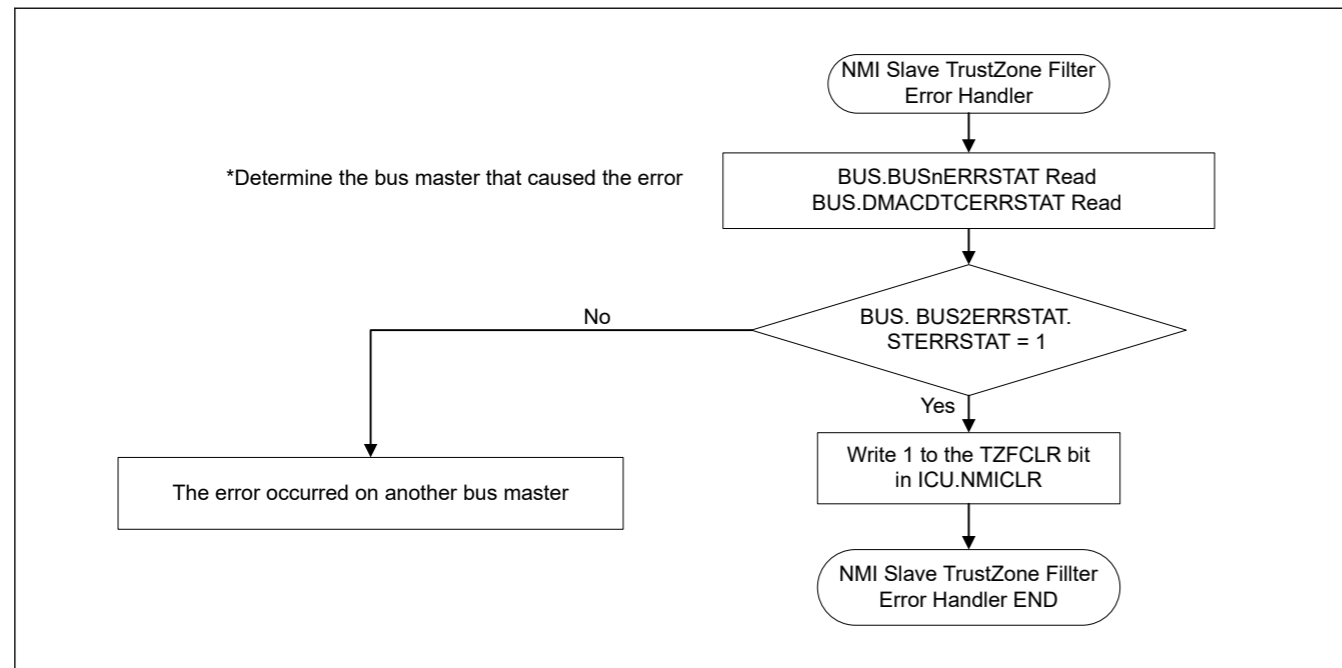 NMI Slave TrustZone Filter
Error Handler
*Determine the bus master that caused the error
BUS.BUSnERRSTAT Read
BUS.DMACDTCERRSTAT Read
No
BUS. BUS2ERRSTAT.
STERRSTAT = 1
Yes
Write 1 to the TZFCLR bit
in ICU.NMICLR
The error occurred on another bus master
NMI Slave TrustZone Fillter
Error Handler END